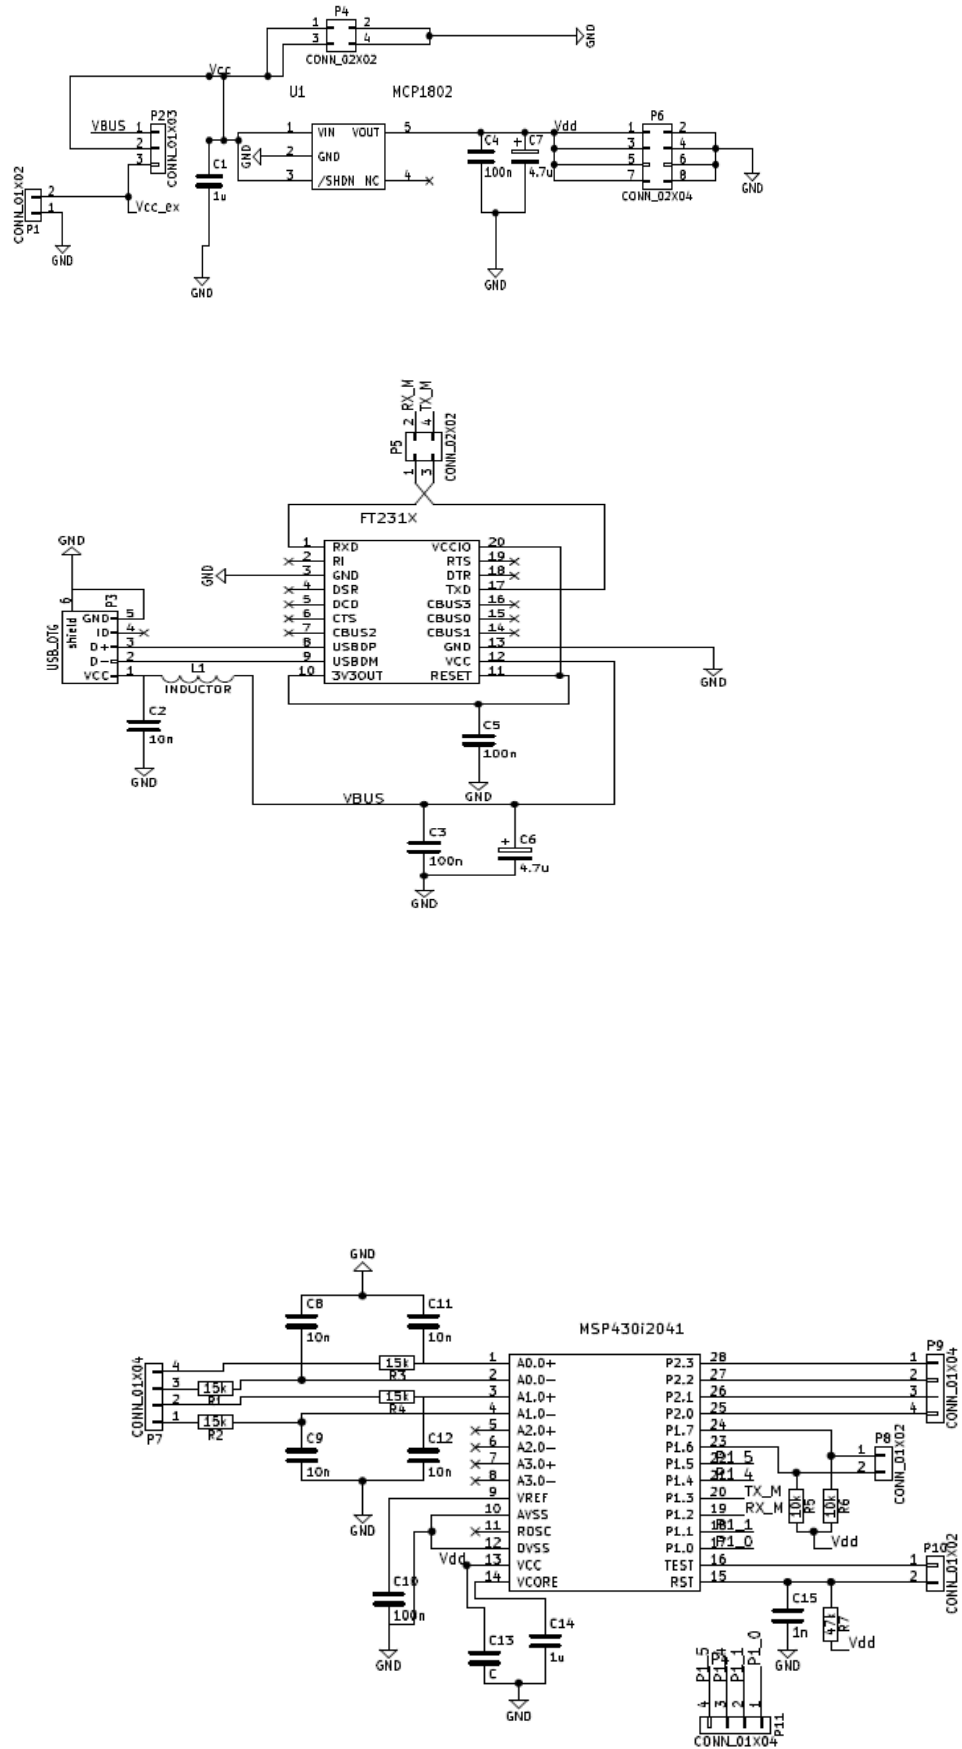 P4
1 2
3 4
CONN_02X02
GND
Vcc
U1 MCP1802
P2
CONN_01X03
VBUS 1
2
3
1 VIN VOUT 5
2 GND
3 /SHDN NC 4
GND
C1
1u
GND
C4
100n
+ C7
4.7u
GND
Vdd
P6
1 2
3 4
5 6
7 8
CONN_02X04
GND
CONN_01X02
2
1
P1
Vcc_ex
GND
RX_M
TX_M
2 4
P5
CONN_02X02
1 3
FT231X
1 RXD VCCIO 20
2 RI RTS 19
3 GND DTR 18
4 DSR TXD 17
5 DCD CBUS3 16
6 CTS CBUS0 15
7 CBUS2 CBUS1 14
8 USBDP GND 13
9 USBDM VCC 12
10 3V3OUT RESET 11
GND
GND
GND
USB_OTG
shield 6
P3
GND 5
ID 4
D+ 3
D- 2
VCC 1
L1
INDUCTOR
C2
10n
GND
C5
100n
GND
VBUS
C3
100n
+ C6
4.7u
GND
GND
C8
10n
C11
10n
MSP430i2041
CONN_01X04
4
3
2
1
P7
15k
R3
15k
R1
15k
R4
15k
R2
C9
10n
C12
10n
GND
1 A0.0+ P2.3 28
2 A0.0- P2.2 27
3 A1.0+ P2.1 26
4 A1.0- P2.0 25
5 A2.0+ P1.7 24
6 A2.0- P1.6 23
7 A3.0+ P1.5 22 P1_5
8 A3.0- P1.4 21 P1_4
9 VREF P1.3 20 TX_M
10 AVSS P1.2 19 RX_M
11 ROSC P1.1 18 P1_1
12 DVSS P1.0 17 P1_0
13 VCC TEST 16
14 VCORE RST 15
Vdd
C10
100n
GND
C13
C
C14
1u
GND
P9
1
2
3
4
CONN_01X04
P8
1
2
CONN_01X02
10k
R5
10k
R6
Vdd
P10
1
2
CONN_01X02
C15
1n
GND
47k
R7
Vdd
P1_5
P1_4
P1_1
P1_0
4 3 2 1
P11
CONN_01X04